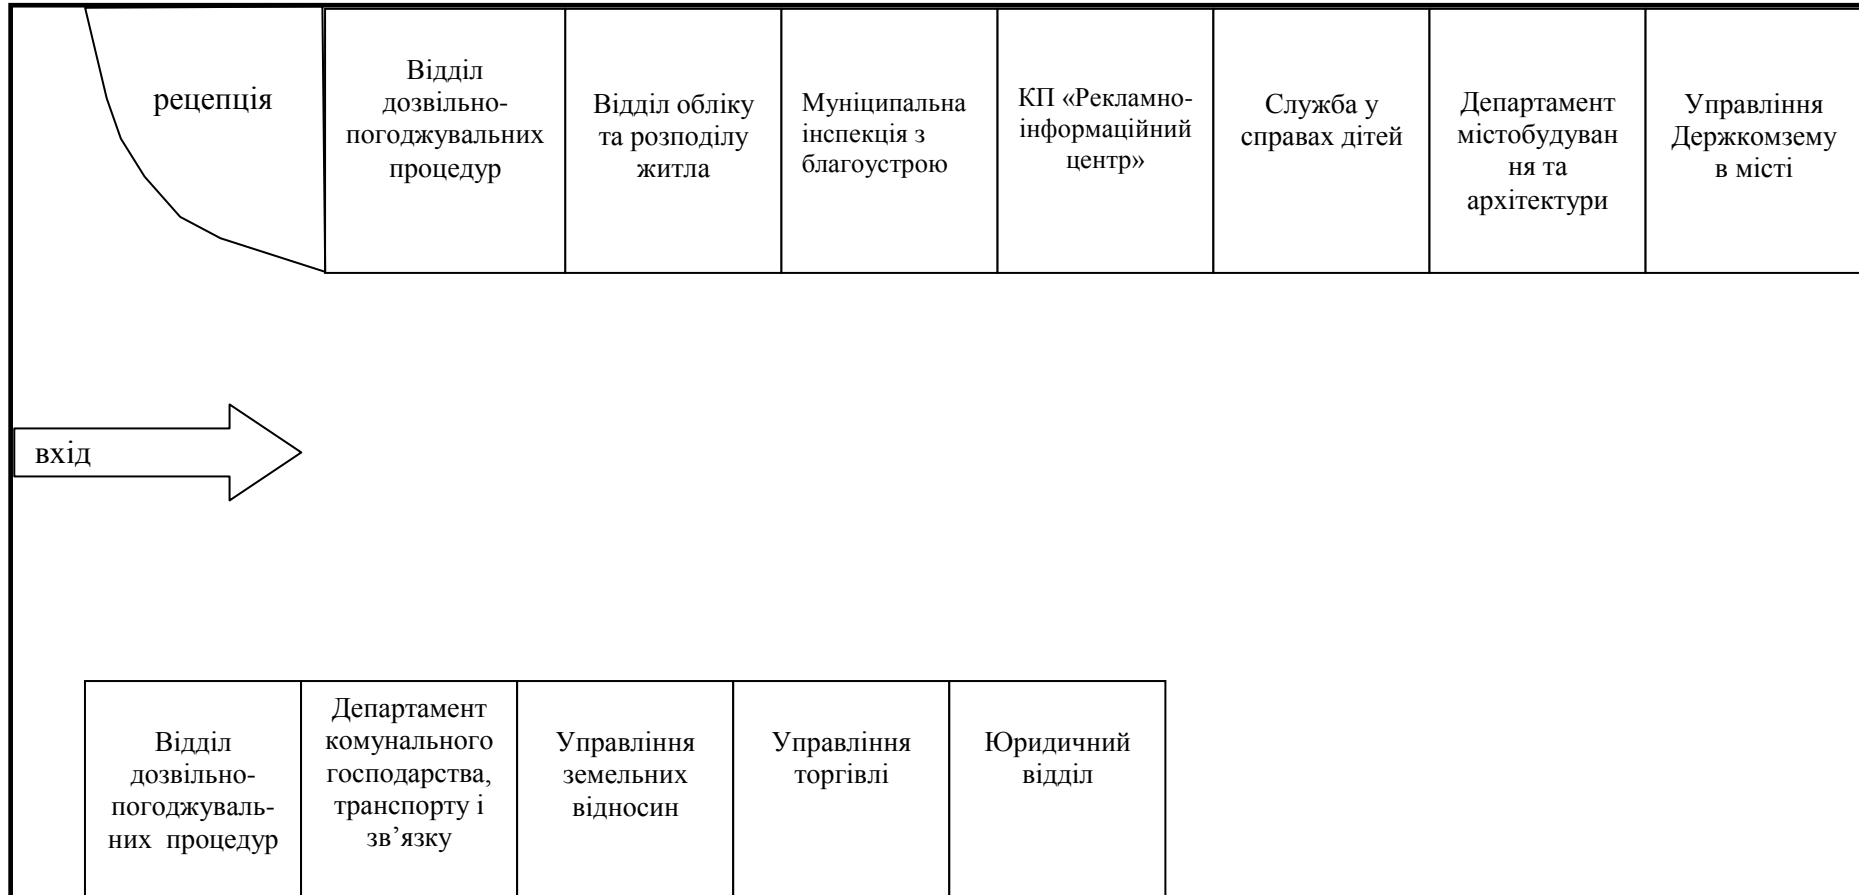 рецепція
Відділ
дозвільно-
погоджувальних
процедур
Відділ обліку
та розподілу
житла
Муніципальна
інспекція з
благоустрою
КП «Рекламно-
інформаційний
центр»
Служба у
справах дітей
Департамент
містобудуван
ня та
архітектури
Управління
Держкомзему
в місті
вхід
Відділ
дозвільно-
погоджуваль-
них процедур
Департамент
комунального
господарства,
транспорту і
зв’язку
Управління
земельних
відносин
Управління
торгівлі
Юридичний
відділ